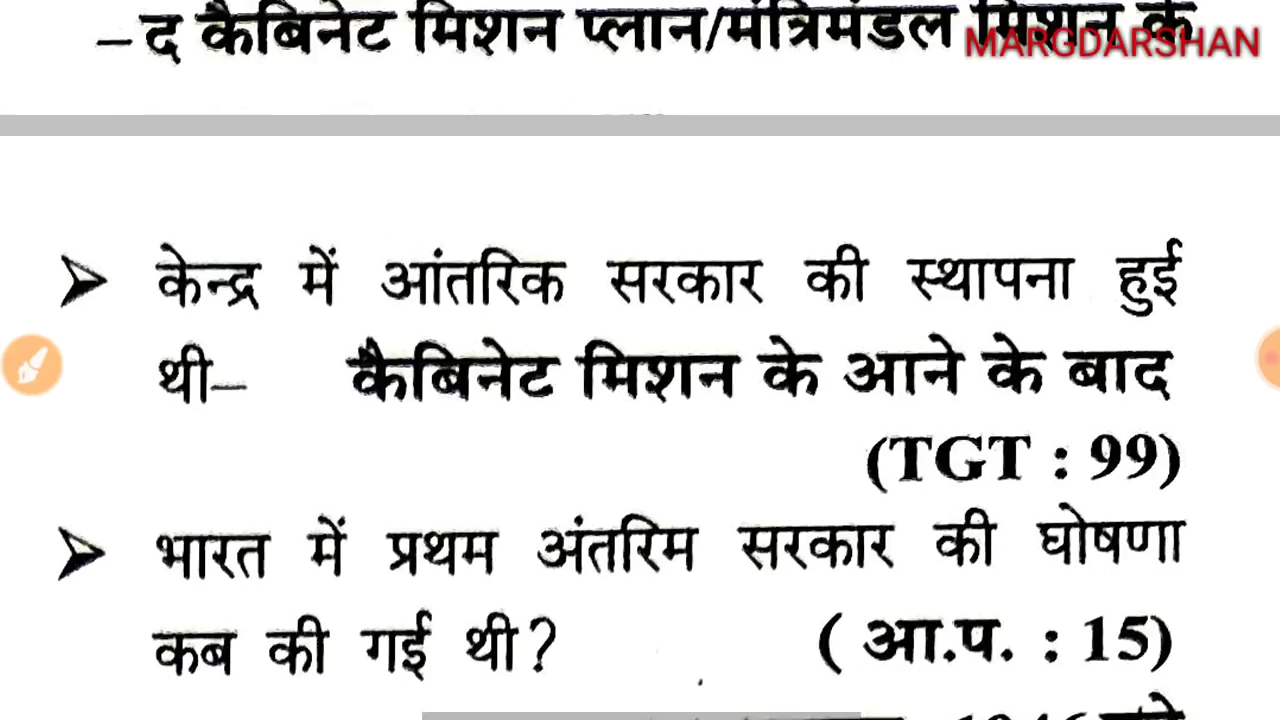 –द कैबिनेट मिशन प्लान/मंत्रिमंडल मिशन के
MARGDARSHAN
➢ केन्द्र में आंतरिक सरकार की स्थापना हुई
थी– कैबिनेट मिशन के आने के बाद
(TGT : 99)
➢ भारत में प्रथम अंतरिम सरकार की घोषणा
कब की गई थी? ( आ.प. : 15)